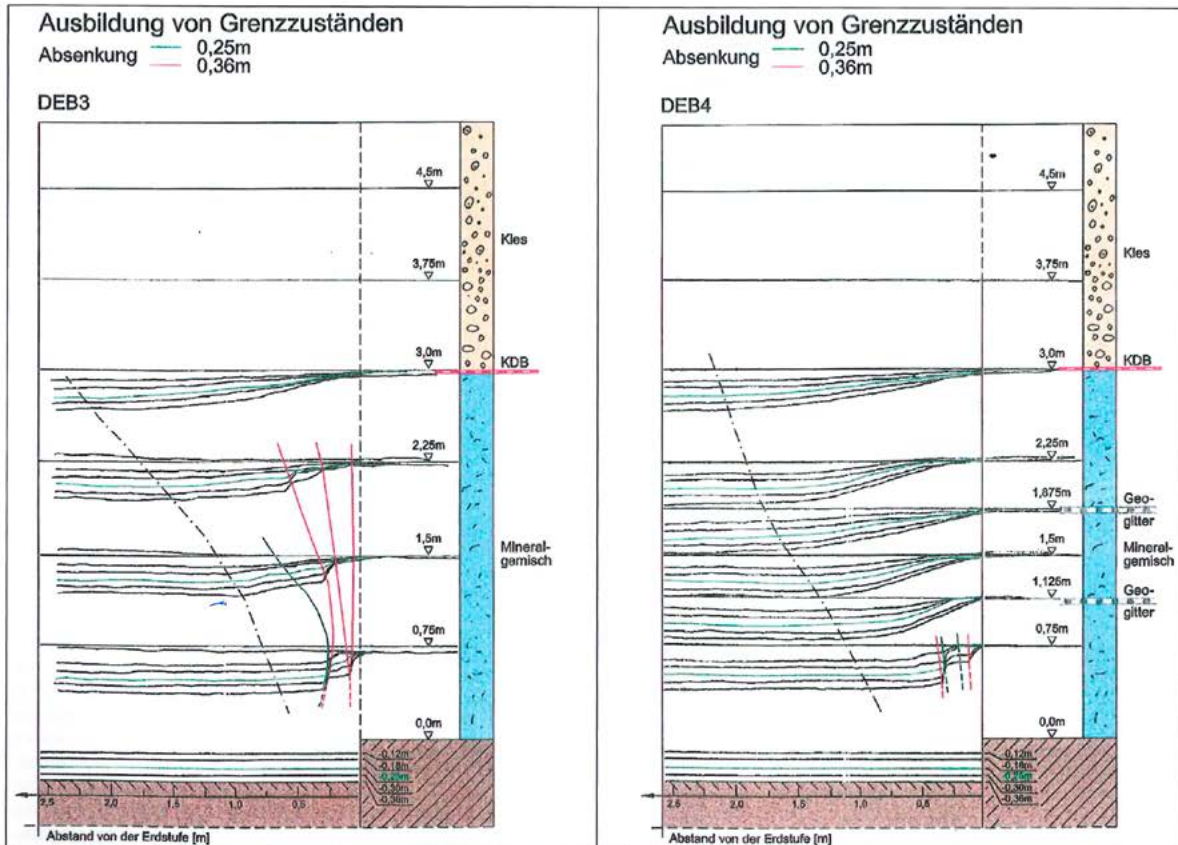 Ausbildung von Grenzzuständen
Absenkung 0,25m
0,36m
DEB3
4,5m
Kies
3,75m
3,0m
KDB
2,25m
1,5m
Mineral-
gemisch
0,75m
0,0m
-0,12m
-0,18m
-0,25m
-0,30m
-0,36m
2,5 2,0 1,5 1,0 0,5
Abstand von der Erdstufe [m]
Ausbildung von Grenzzuständen
Absenkung 0,25m
0,36m
DEB4
4,5m
Kies
3,75m
3,0m
KDB
2,25m
1,875m
Geo-
gitter
1,5m
Mineral-
gemisch
1,125m
Geo-
gitter
0,75m
0,0m
-0,12m
-0,18m
-0,25m
-0,30m
-0,36m
2,5 2,0 1,5 1,0 0,5
Abstand von der Erdstufe [m]